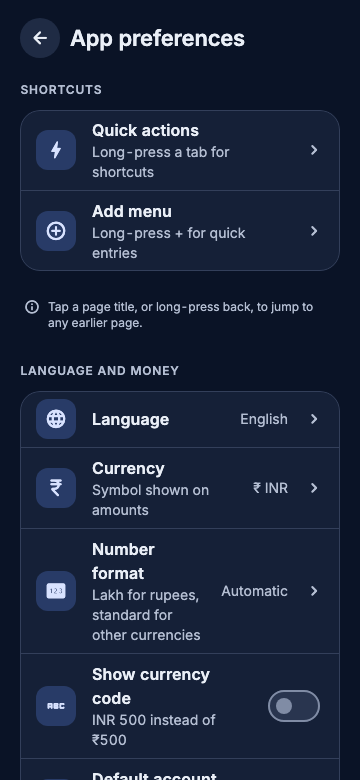 App preferences
SHORTCUTS
Quick actions
Long-press a tab for
shortcuts
Add menu
Long-press + for quick
entries
Tap a page title, or long-press back, to jump to
any earlier page.
LANGUAGE AND MONEY
Language
English
Currency
Symbol shown on
amounts
₹ INR
Number
format
Lakh for rupees,
standard for
other currencies
Automatic
123
Show currency
code
INR 500 instead of
₹500
ABC
Default account